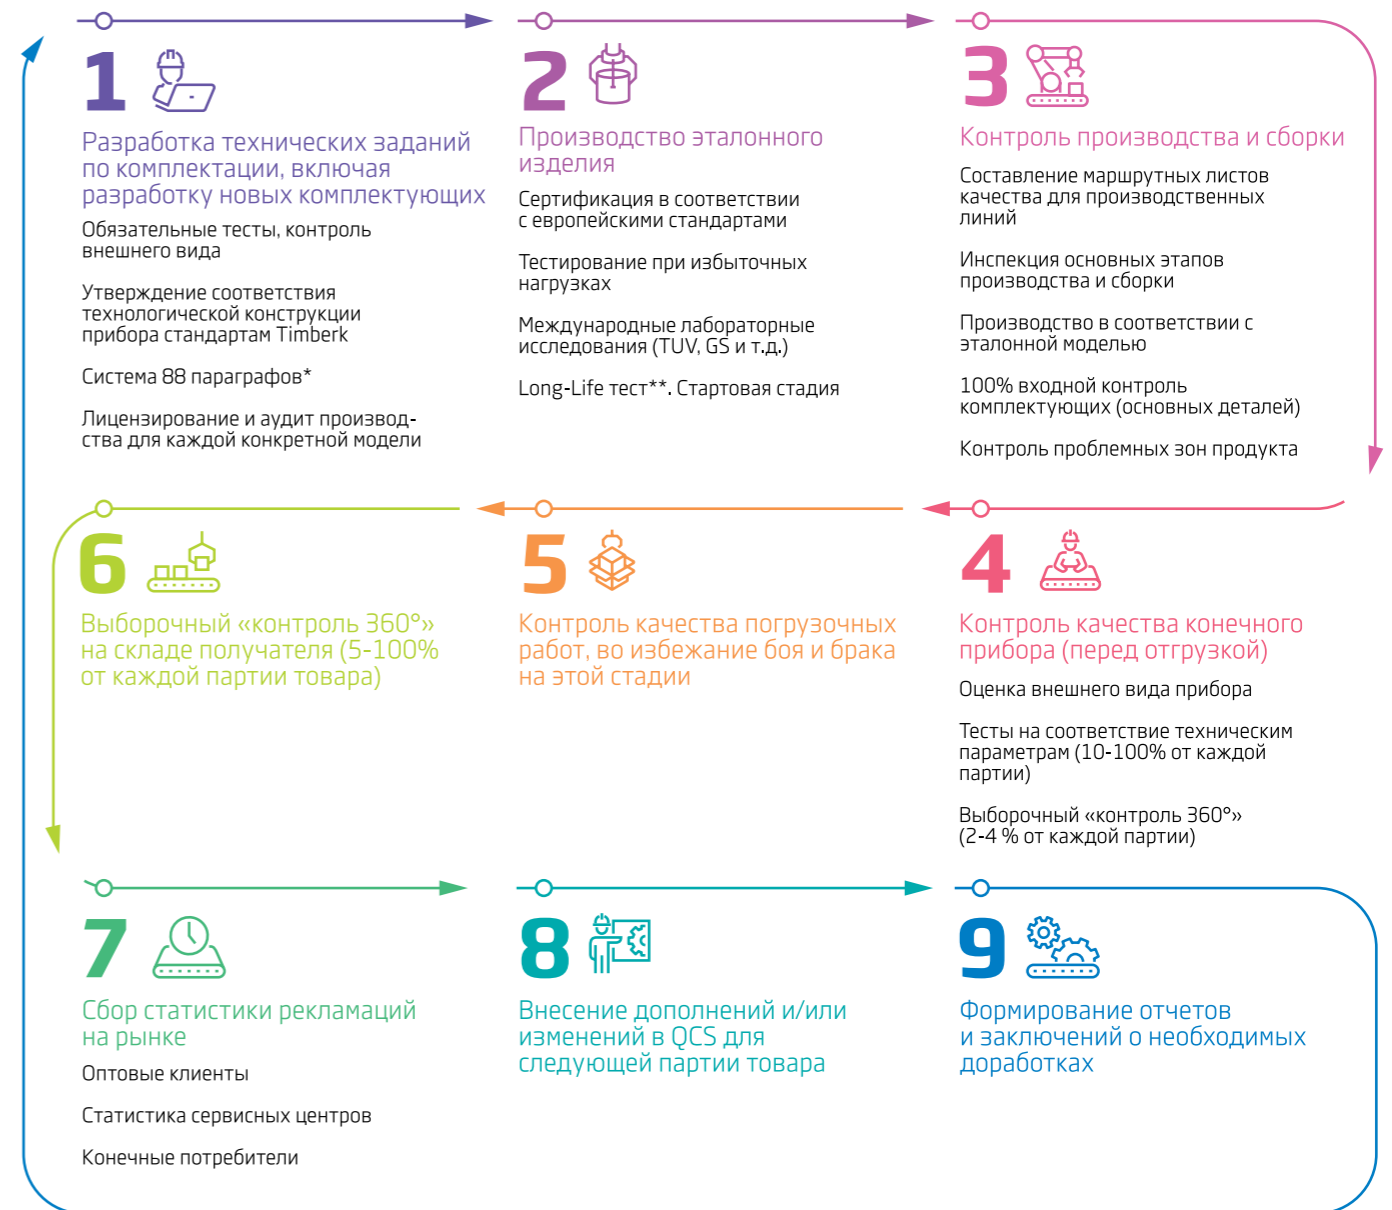 1
Разработка технических заданий
по комплектации, включая
разработку новых комплектующих
Обязательные тесты, контроль
внешнего вида
Утверждение соответствия
технологической конструкции
прибора стандартам Timberk
Система 88 параграфов*
Лицензирование и аудит производ-
ства для каждой конкретной модели
2
Производство эталонного
изделия
Сертификация в соответствии
с европейскими стандартами
Тестирование при избыточных
нагрузках
Международные лабораторные
исследования (TUV, GS и т.д.)
Long-Life тест**. Стартовая стадия
3
Контроль производства и сборки
Составление маршрутных листов
качества для производственных
линий
Инспекция основных этапов
производства и сборки
Производство в соответствии с
эталонной моделью
100% входной контроль
комплектующих (основных деталей)
Контроль проблемных зон продукта
4
Контроль качества конечного
прибора (перед отгрузкой)
Оценка внешнего вида прибора
Тесты на соответствие техническим
параметрам (10-100% от каждой
партии)
Выборочный «контроль 360°»
(2-4 % от каждой партии)
5
Контроль качества погрузочных
работ, во избежание боя и брака
на этой стадии
6
Выборочный «контроль 360°»
на складе получателя (5-100%
от каждой партии товара)
7
Сбор статистики рекламаций
на рынке
Оптовые клиенты
Статистика сервисных центров
Конечные потребители
8
Внесение дополнений и/или
изменений в QCS для
следующей партии товара
9
Формирование отчетов
и заключений о необходимых
доработках